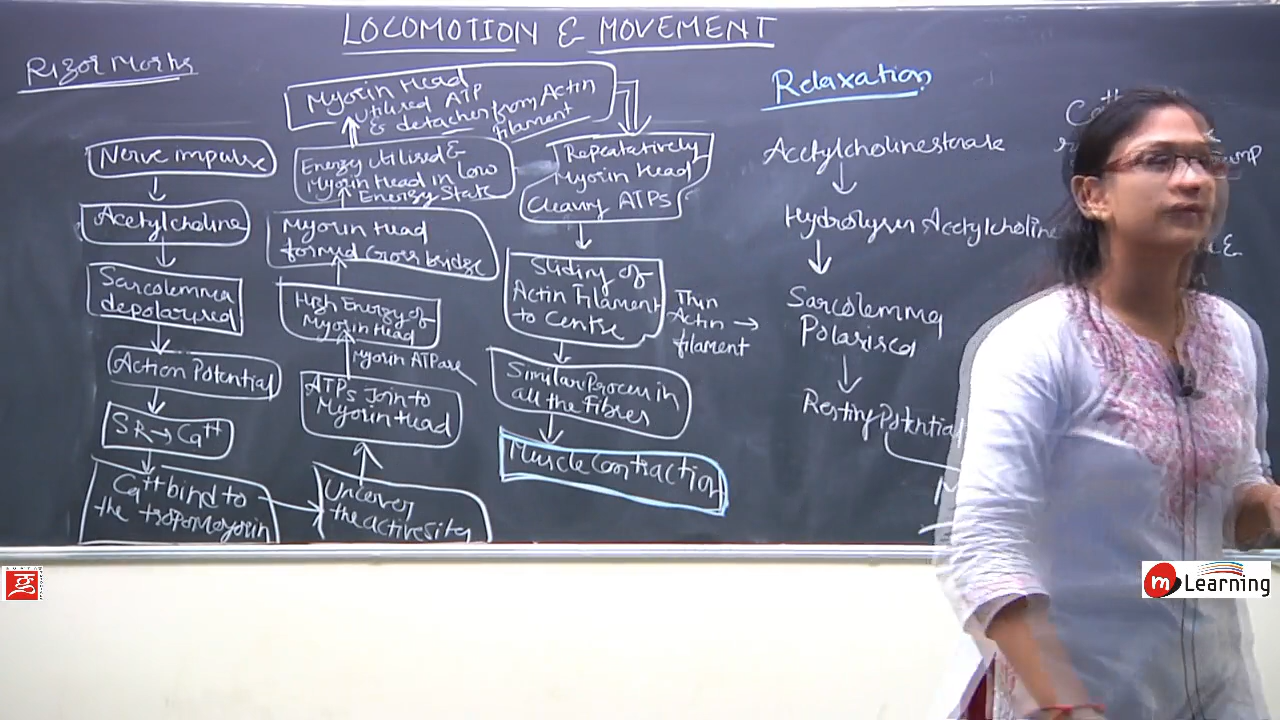 LOCOMOTION & MOVEMENT
Rigor Mortis
Nerve impulse
Acetylcholine
Sarcolemma
depolarised
Action Potential
SR → Ca++
Ca++ bind to
the tropomyosin
Uncover
the active site
ATPs Join to
Myosin Head
Myosin ATPase
High Energy of
Myosin Head
Myosin Head
formed Cross bridge
Energy Utilised &
Myosin Head in Low
Energy State
Myosin Head
Utilised ATP
& detaches from Actin
filament
Repeatatively
Myosin Head
Cleaving ATPs
Sliding of
Actin Filament
to Centre
Thin
Actin →
filament
Similar Process in
all the Fibres
Muscle Contraction
Relaxation
Acetylcholinesterase
Hydrolyses Acetylcholine
Sarcolemma
Polarised
Resting Potential
Ca++
&
mLearning